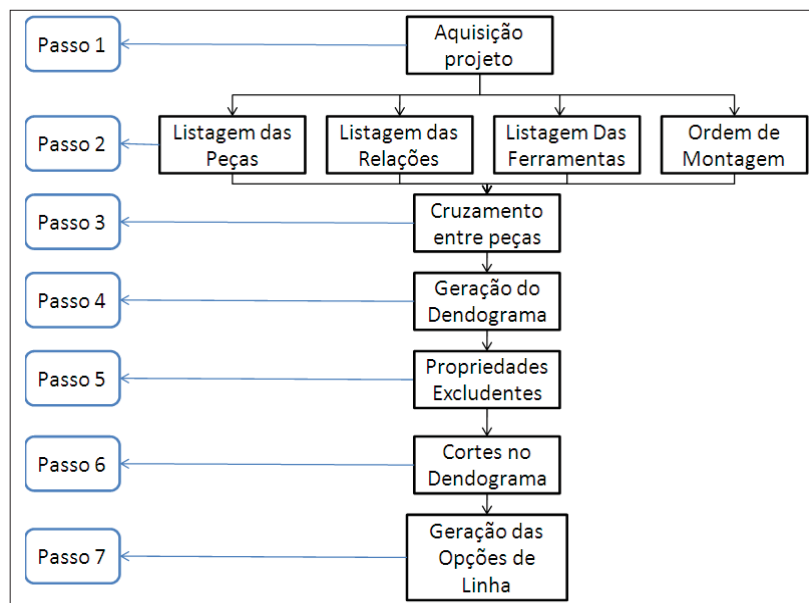 Passo 1
Aquisição
projeto
Passo 2
Listagem das
Peças
Listagem das
Relações
Listagem Das
Ferramentas
Ordem de
Montagem
Passo 3
Cruzamento
entre peças
Passo 4
Geração do
Dendograma
Passo 5
Propriedades
Excludentes
Passo 6
Cortes no
Dendograma
Passo 7
Geração das
Opções de
Linha